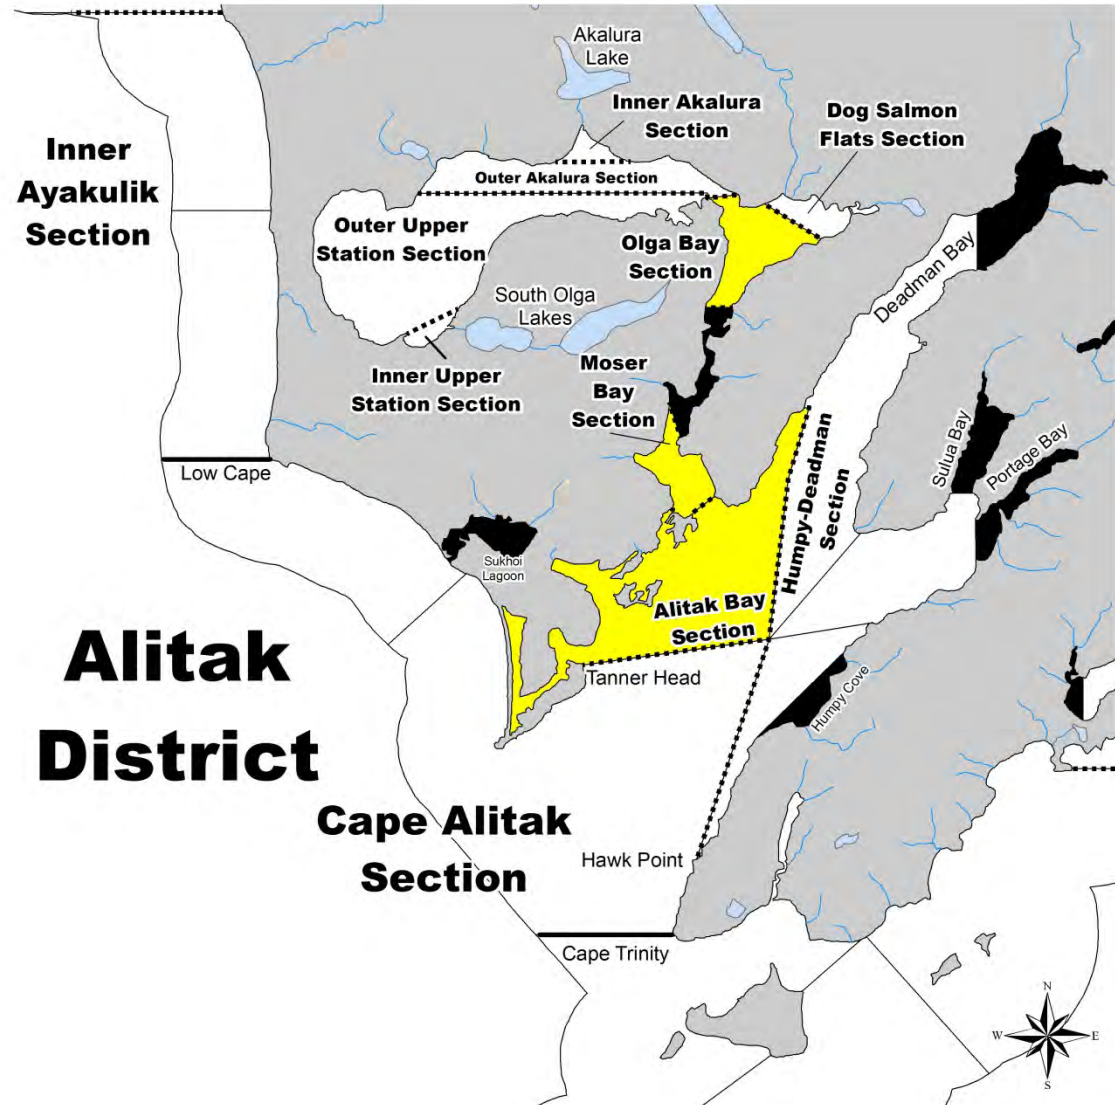 Akalura
Lake
Inner Akalura
Section
Dog Salmon
Flats Section
Inner
Ayakulik
Section
Outer Akalura Section
Outer Upper
Station Section
Olga Bay
Section
Deadman Bay
South Olga
Lakes
Moser
Bay
Section
Inner Upper
Station Section
Low Cape
Sulua Bay
Portage Bay
Humpy-Deadman
Section
Sukhoi
Lagoon
Alitak Bay
Section
Alitak
District
Tanner Head
Humpy Cove
Cape Alitak
Section
Hawk Point
Cape Trinity
N
W
E
S